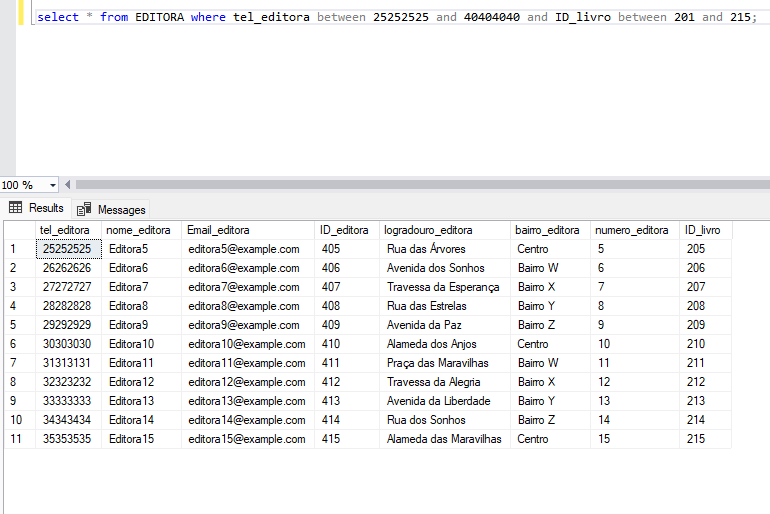 select * from EDITORA where tel_editora between 25252525 and 40404040 and ID_livro between 201 and 215;
100 %
Results Messages
tel_editora nome_editora Email_editora ID_editora logradouro_editora bairro_editora numero_editora ID_livro
1 25252525 Editora5 editora5@example.com 405 Rua das Árvores Centro 5 205
2 26262626 Editora6 editora6@example.com 406 Avenida dos Sonhos Bairro W 6 206
3 27272727 Editora7 editora7@example.com 407 Travessa da Esperança Bairro X 7 207
4 28282828 Editora8 editora8@example.com 408 Rua das Estrelas Bairro Y 8 208
5 29292929 Editora9 editora9@example.com 409 Avenida da Paz Bairro Z 9 209
6 30303030 Editora10 editora10@example.com 410 Alameda dos Anjos Centro 10 210
7 31313131 Editora11 editora11@example.com 411 Praça das Maravilhas Bairro W 11 211
8 32323232 Editora12 editora12@example.com 412 Travessa da Alegria Bairro X 12 212
9 33333333 Editora13 editora13@example.com 413 Avenida da Liberdade Bairro Y 13 213
10 34343434 Editora14 editora14@example.com 414 Rua dos Sonhos Bairro Z 14 214
11 35353535 Editora15 editora15@example.com 415 Alameda das Maravilhas Centro 15 215